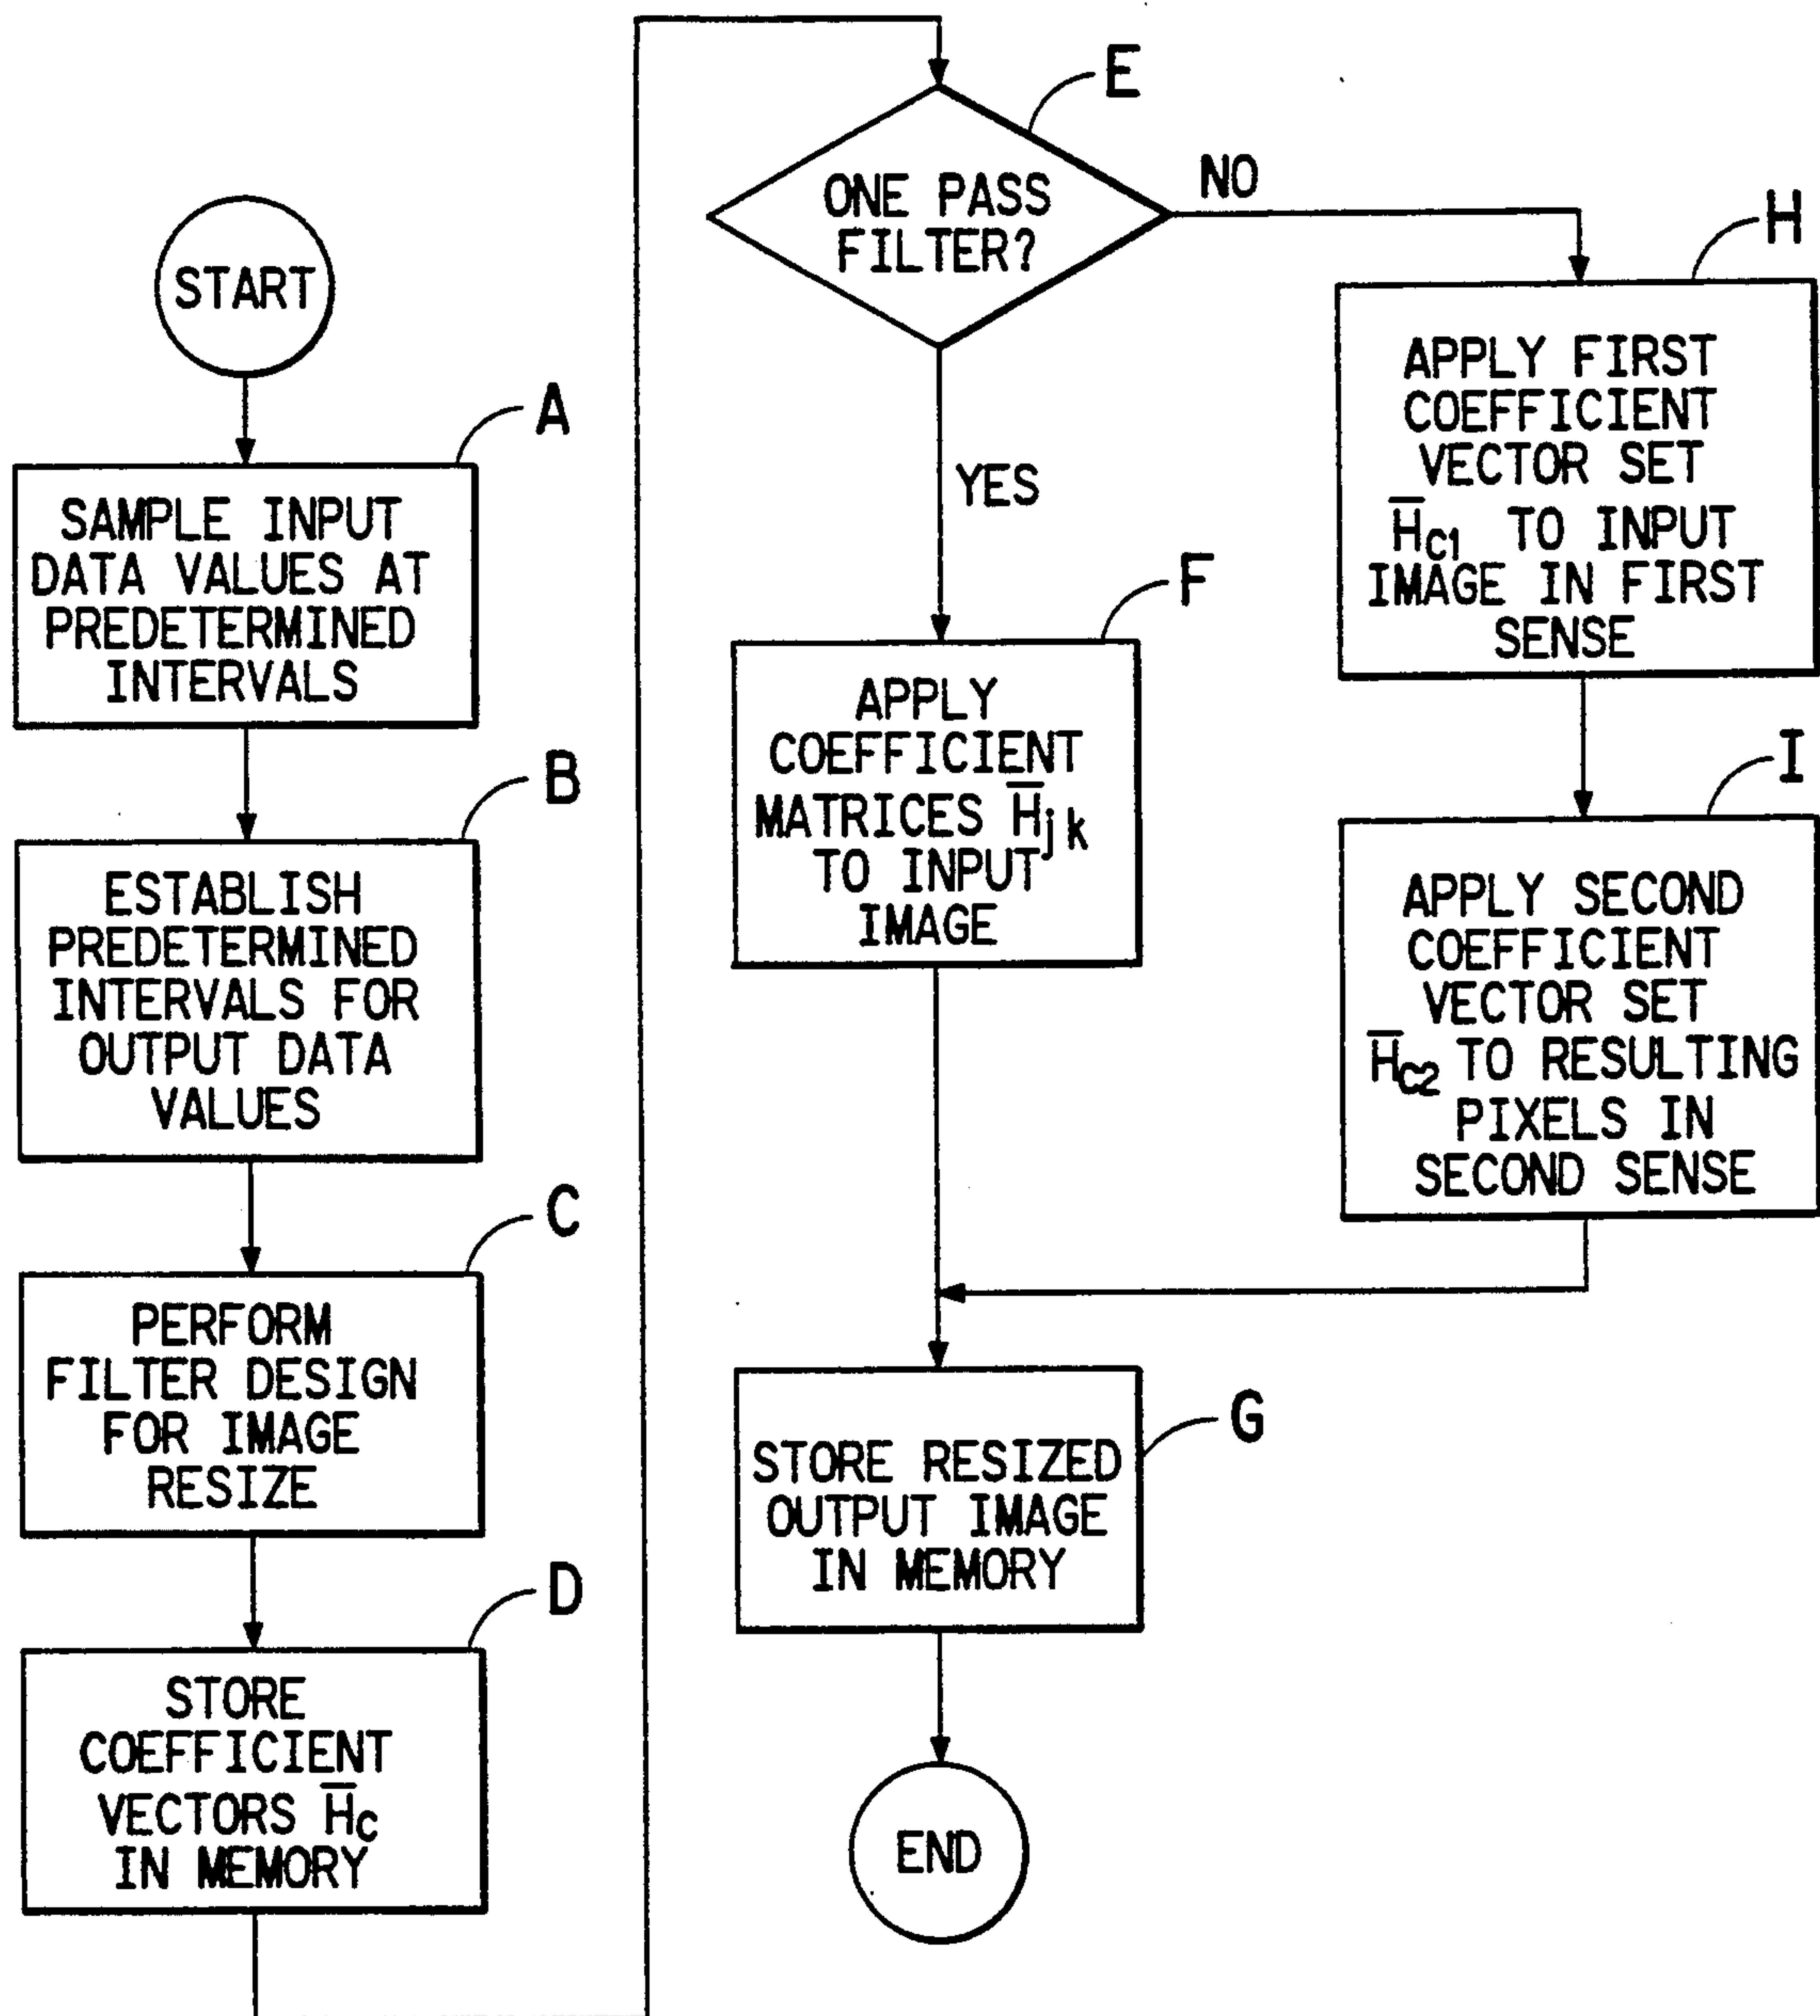 START
A
SAMPLE INPUT
DATA VALUES AT
PREDETERMINED
INTERVALS
B
ESTABLISH
PREDETERMINED
INTERVALS FOR
OUTPUT DATA
VALUES
C
PERFORM
FILTER DESIGN
FOR IMAGE
RESIZE
D
STORE
COEFFICIENT
VECTORS H̅c
IN MEMORY
E
ONE PASS
FILTER?
NO
YES
F
APPLY
COEFFICIENT
MATRICES H̅jk
TO INPUT
IMAGE
H
APPLY FIRST
COEFFICIENT
VECTOR SET
H̅c1 TO INPUT
IMAGE IN FIRST
SENSE
I
APPLY SECOND
COEFFICIENT
VECTOR SET
H̅c2 TO RESULTING
PIXELS IN
SECOND SENSE
G
STORE RESIZED
OUTPUT IMAGE
IN MEMORY
END